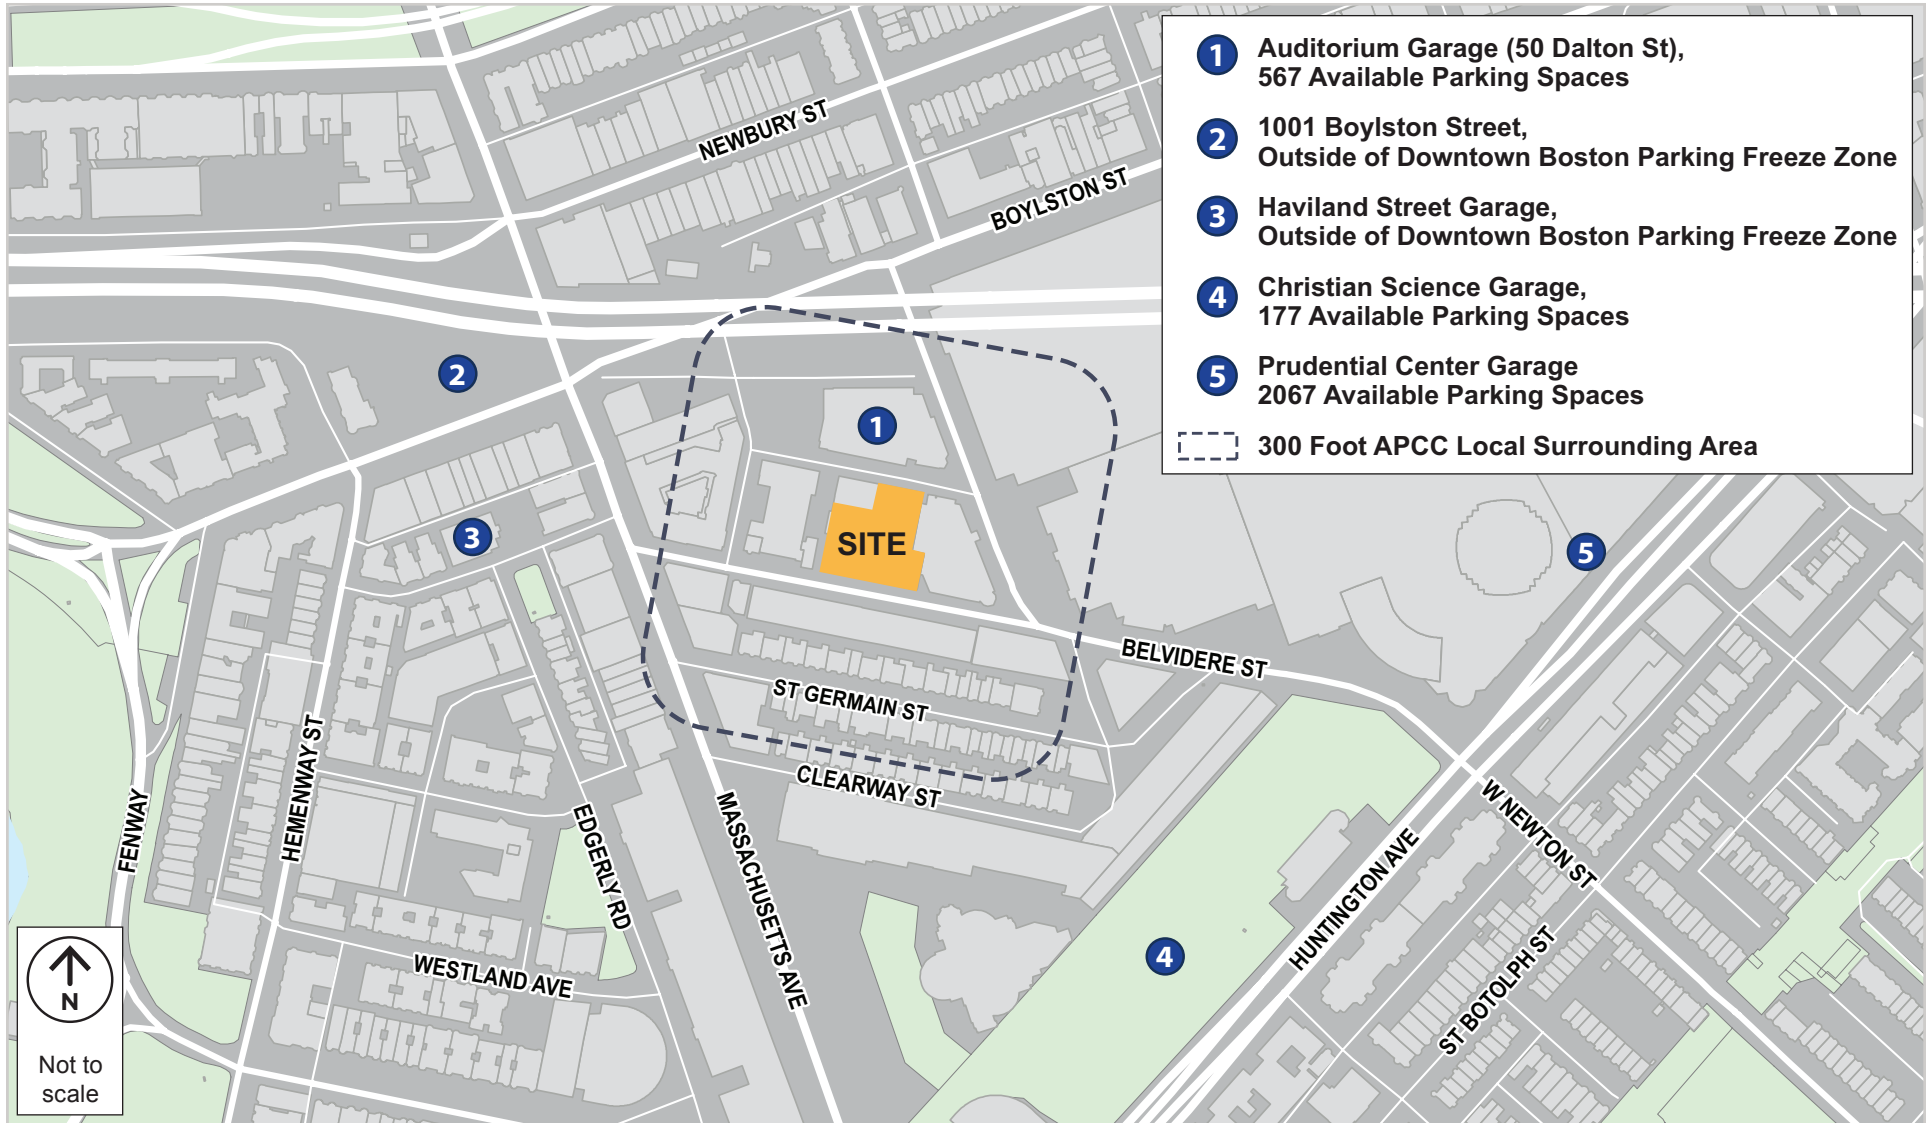 1
Auditorium Garage (50 Dalton St),
567 Available Parking Spaces
2
1001 Boylston Street,
Outside of Downtown Boston Parking Freeze Zone
3
Haviland Street Garage,
Outside of Downtown Boston Parking Freeze Zone
4
Christian Science Garage,
177 Available Parking Spaces
5
Prudential Center Garage
2067 Available Parking Spaces
300 Foot APCC Local Surrounding Area
NEWBURY ST
BOYLSTON ST
2
1
3
SITE
5
BELVIDERE ST
ST GERMAIN ST
CLEARWAY ST
HEMENWAY ST
FENWAY
EDGERLY RD
MASSACHUSETTS AVE
W NEWTON ST
HUNTINGTON AVE
ST BOTOLPH ST
4
WESTLAND AVE
N
Not to
scale